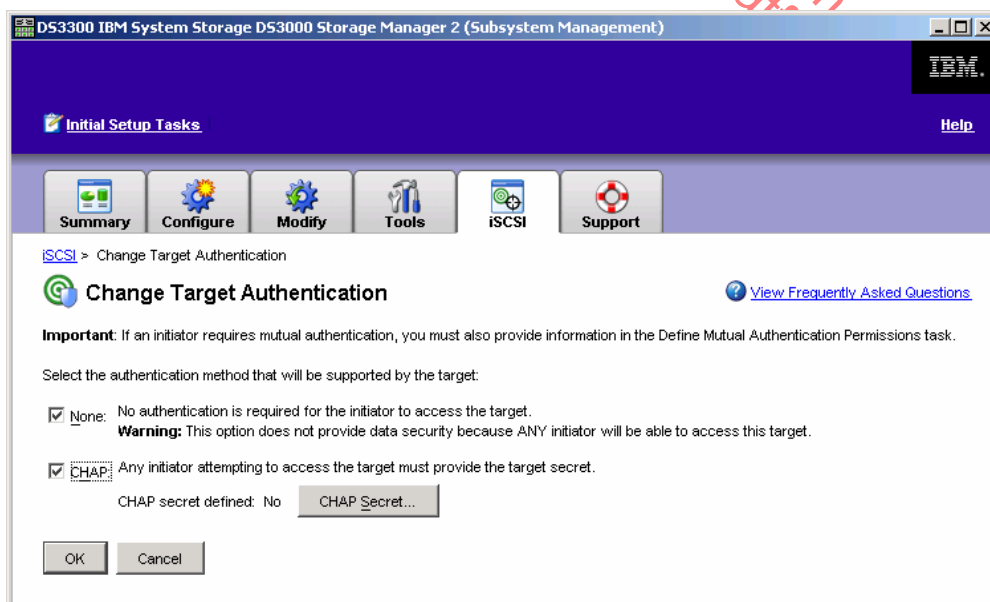 DS3300 IBM System Storage DS3000 Storage Manager 2 (Subsystem Management)
IBM.
Initial Setup Tasks
Help
Summary
Configure
Modify
Tools
iSCSI
Support
iSCSI > Change Target Authentication
Change Target Authentication
View Frequently Asked Questions
Important: If an initiator requires mutual authentication, you must also provide information in the Define Mutual Authentication Permissions task.
Select the authentication method that will be supported by the target:
None: No authentication is required for the initiator to access the target.
Warning: This option does not provide data security because ANY initiator will be able to access this target.
CHAP: Any initiator attempting to access the target must provide the target secret.
CHAP secret defined: No CHAP Secret...
OK Cancel